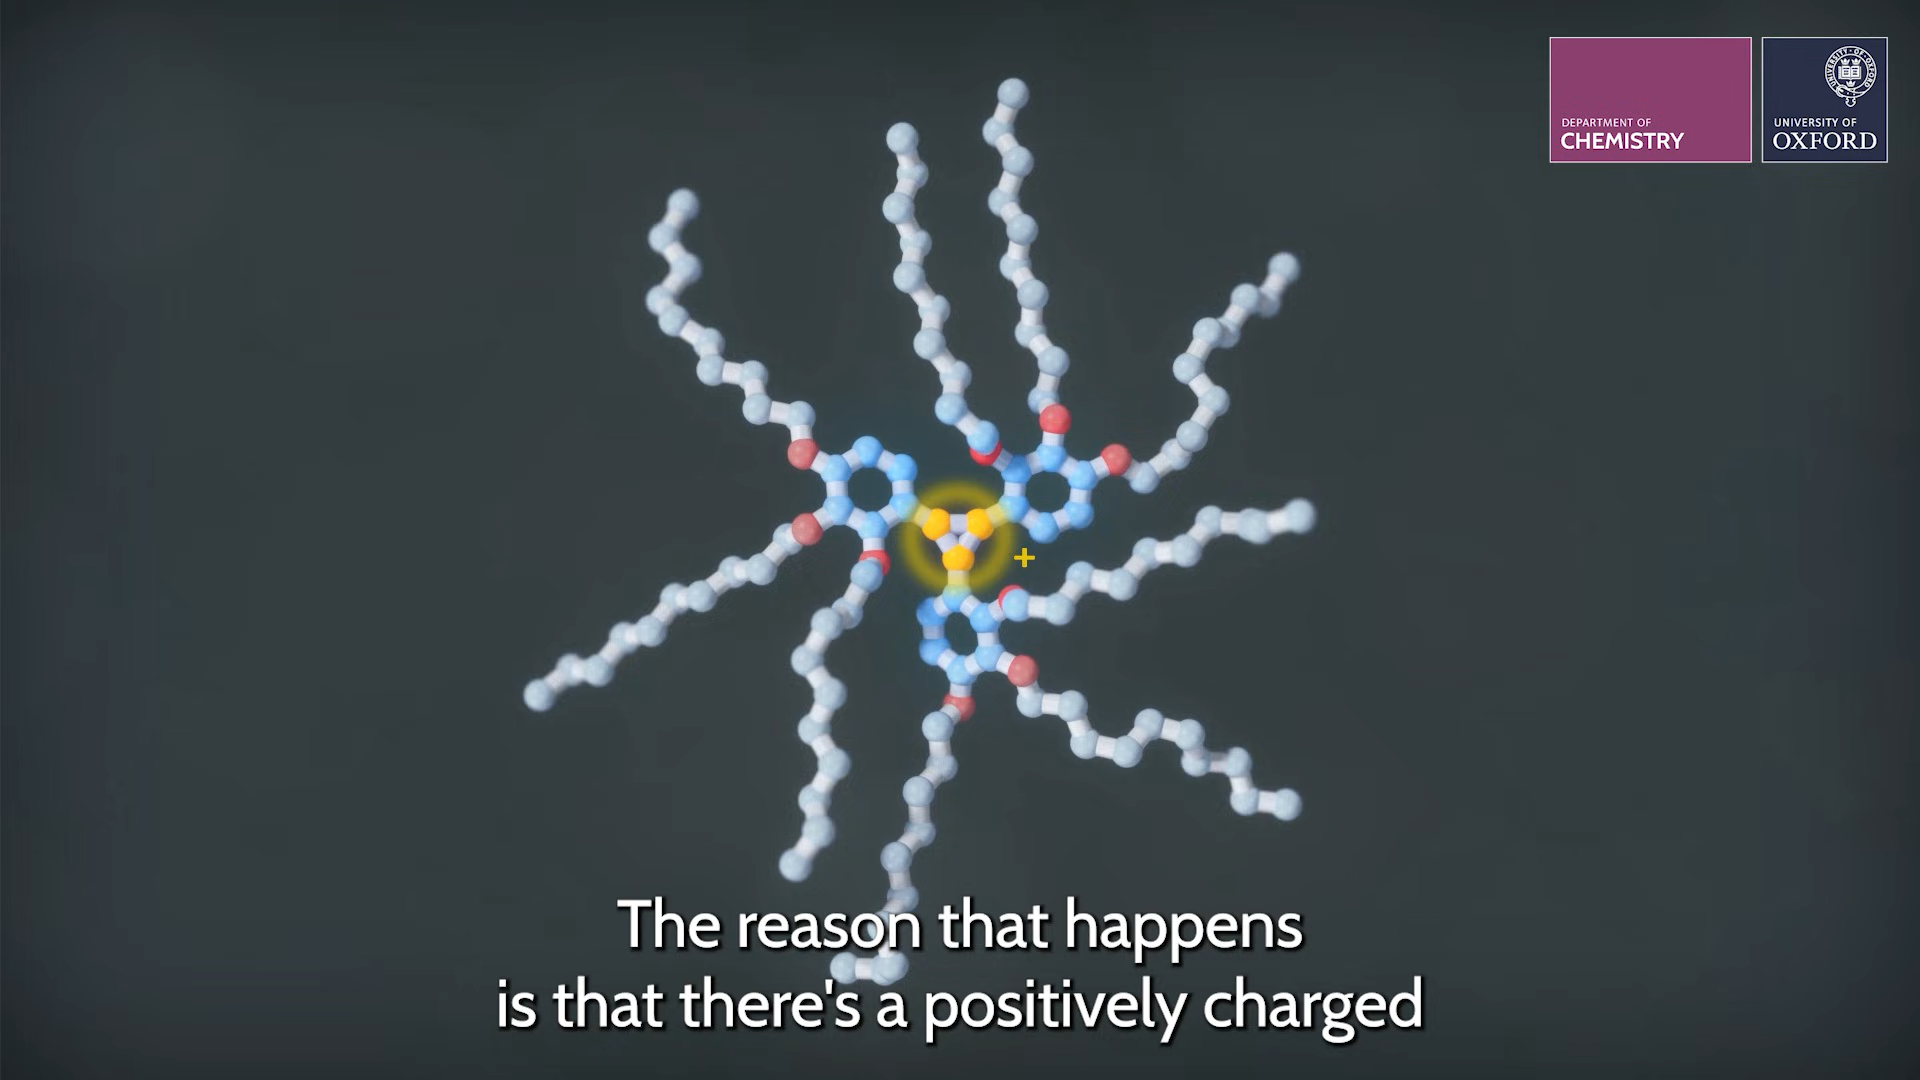 DEPARTMENT OF
CHEMISTRY
UNIVERSITY OF
OXFORD
+
The reason that happens
is that there's a positively charged